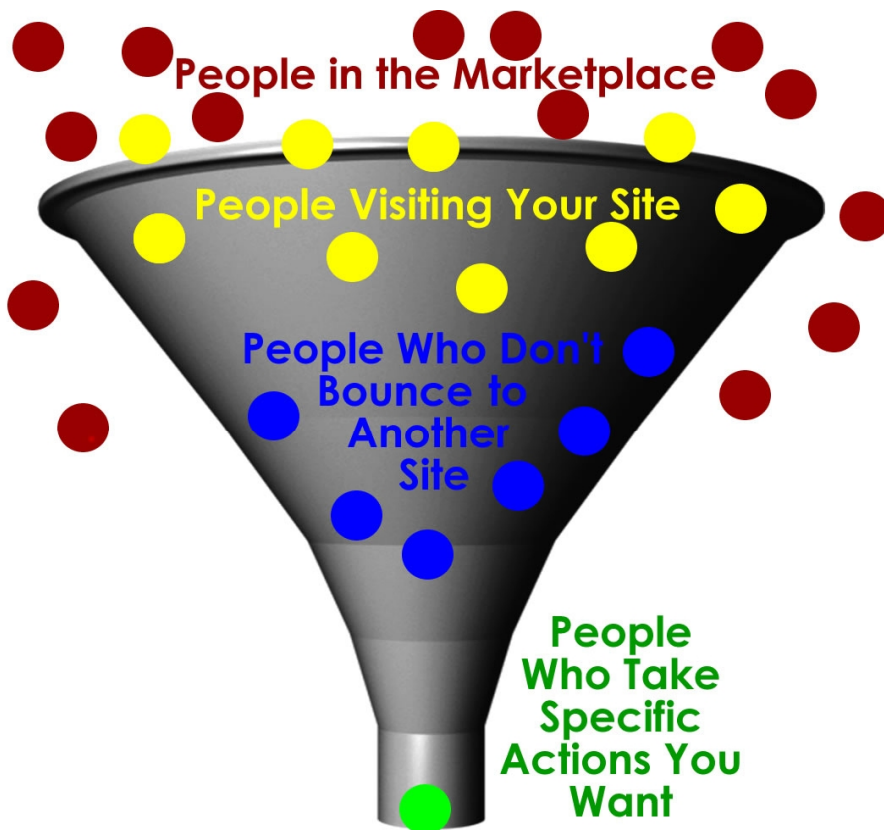 People in the Marketplace
People Visiting Your Site
People Who Don't
Bounce to
Another
Site
People
Who Take
Specific
Actions You
Want